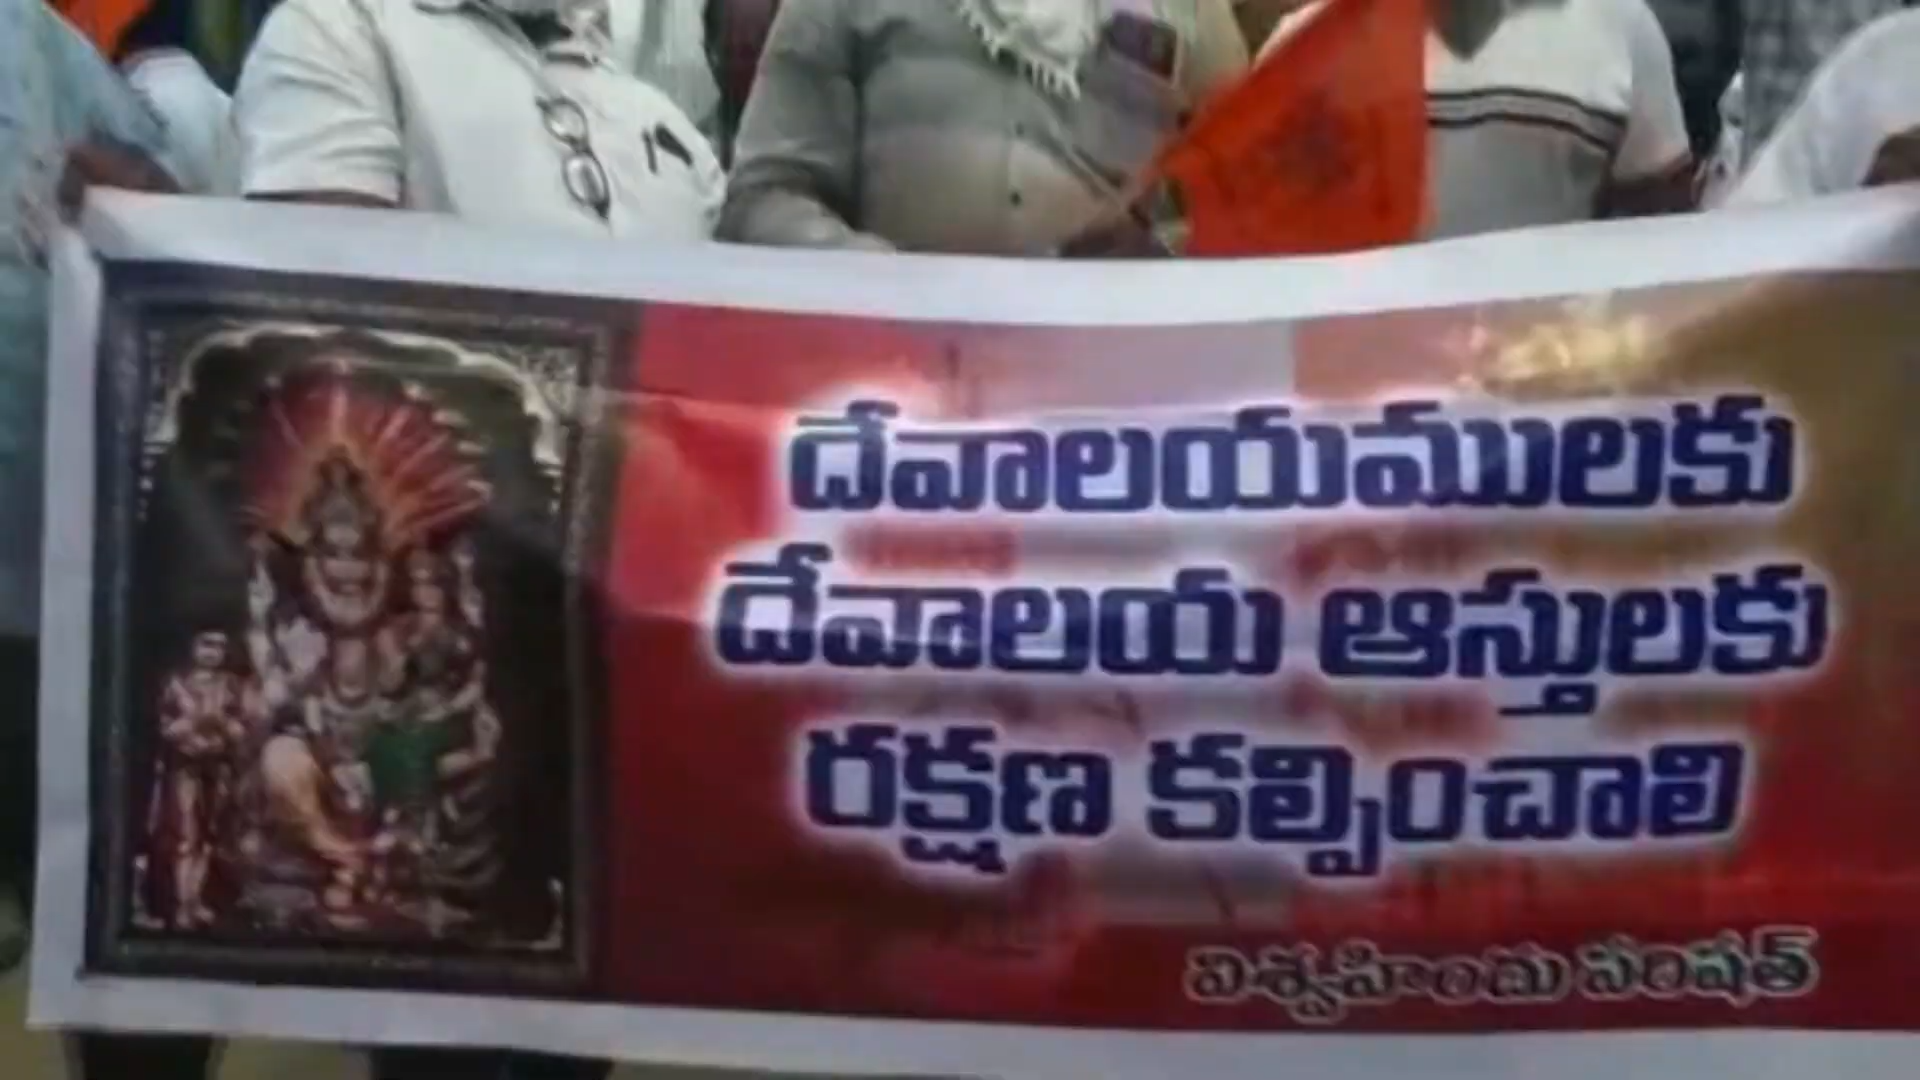 దేవాలయములకు
దేవాలయ ఆస్తులకు
రక్షణ కల్పించాలి
విశ్వహిందు పరిషత్